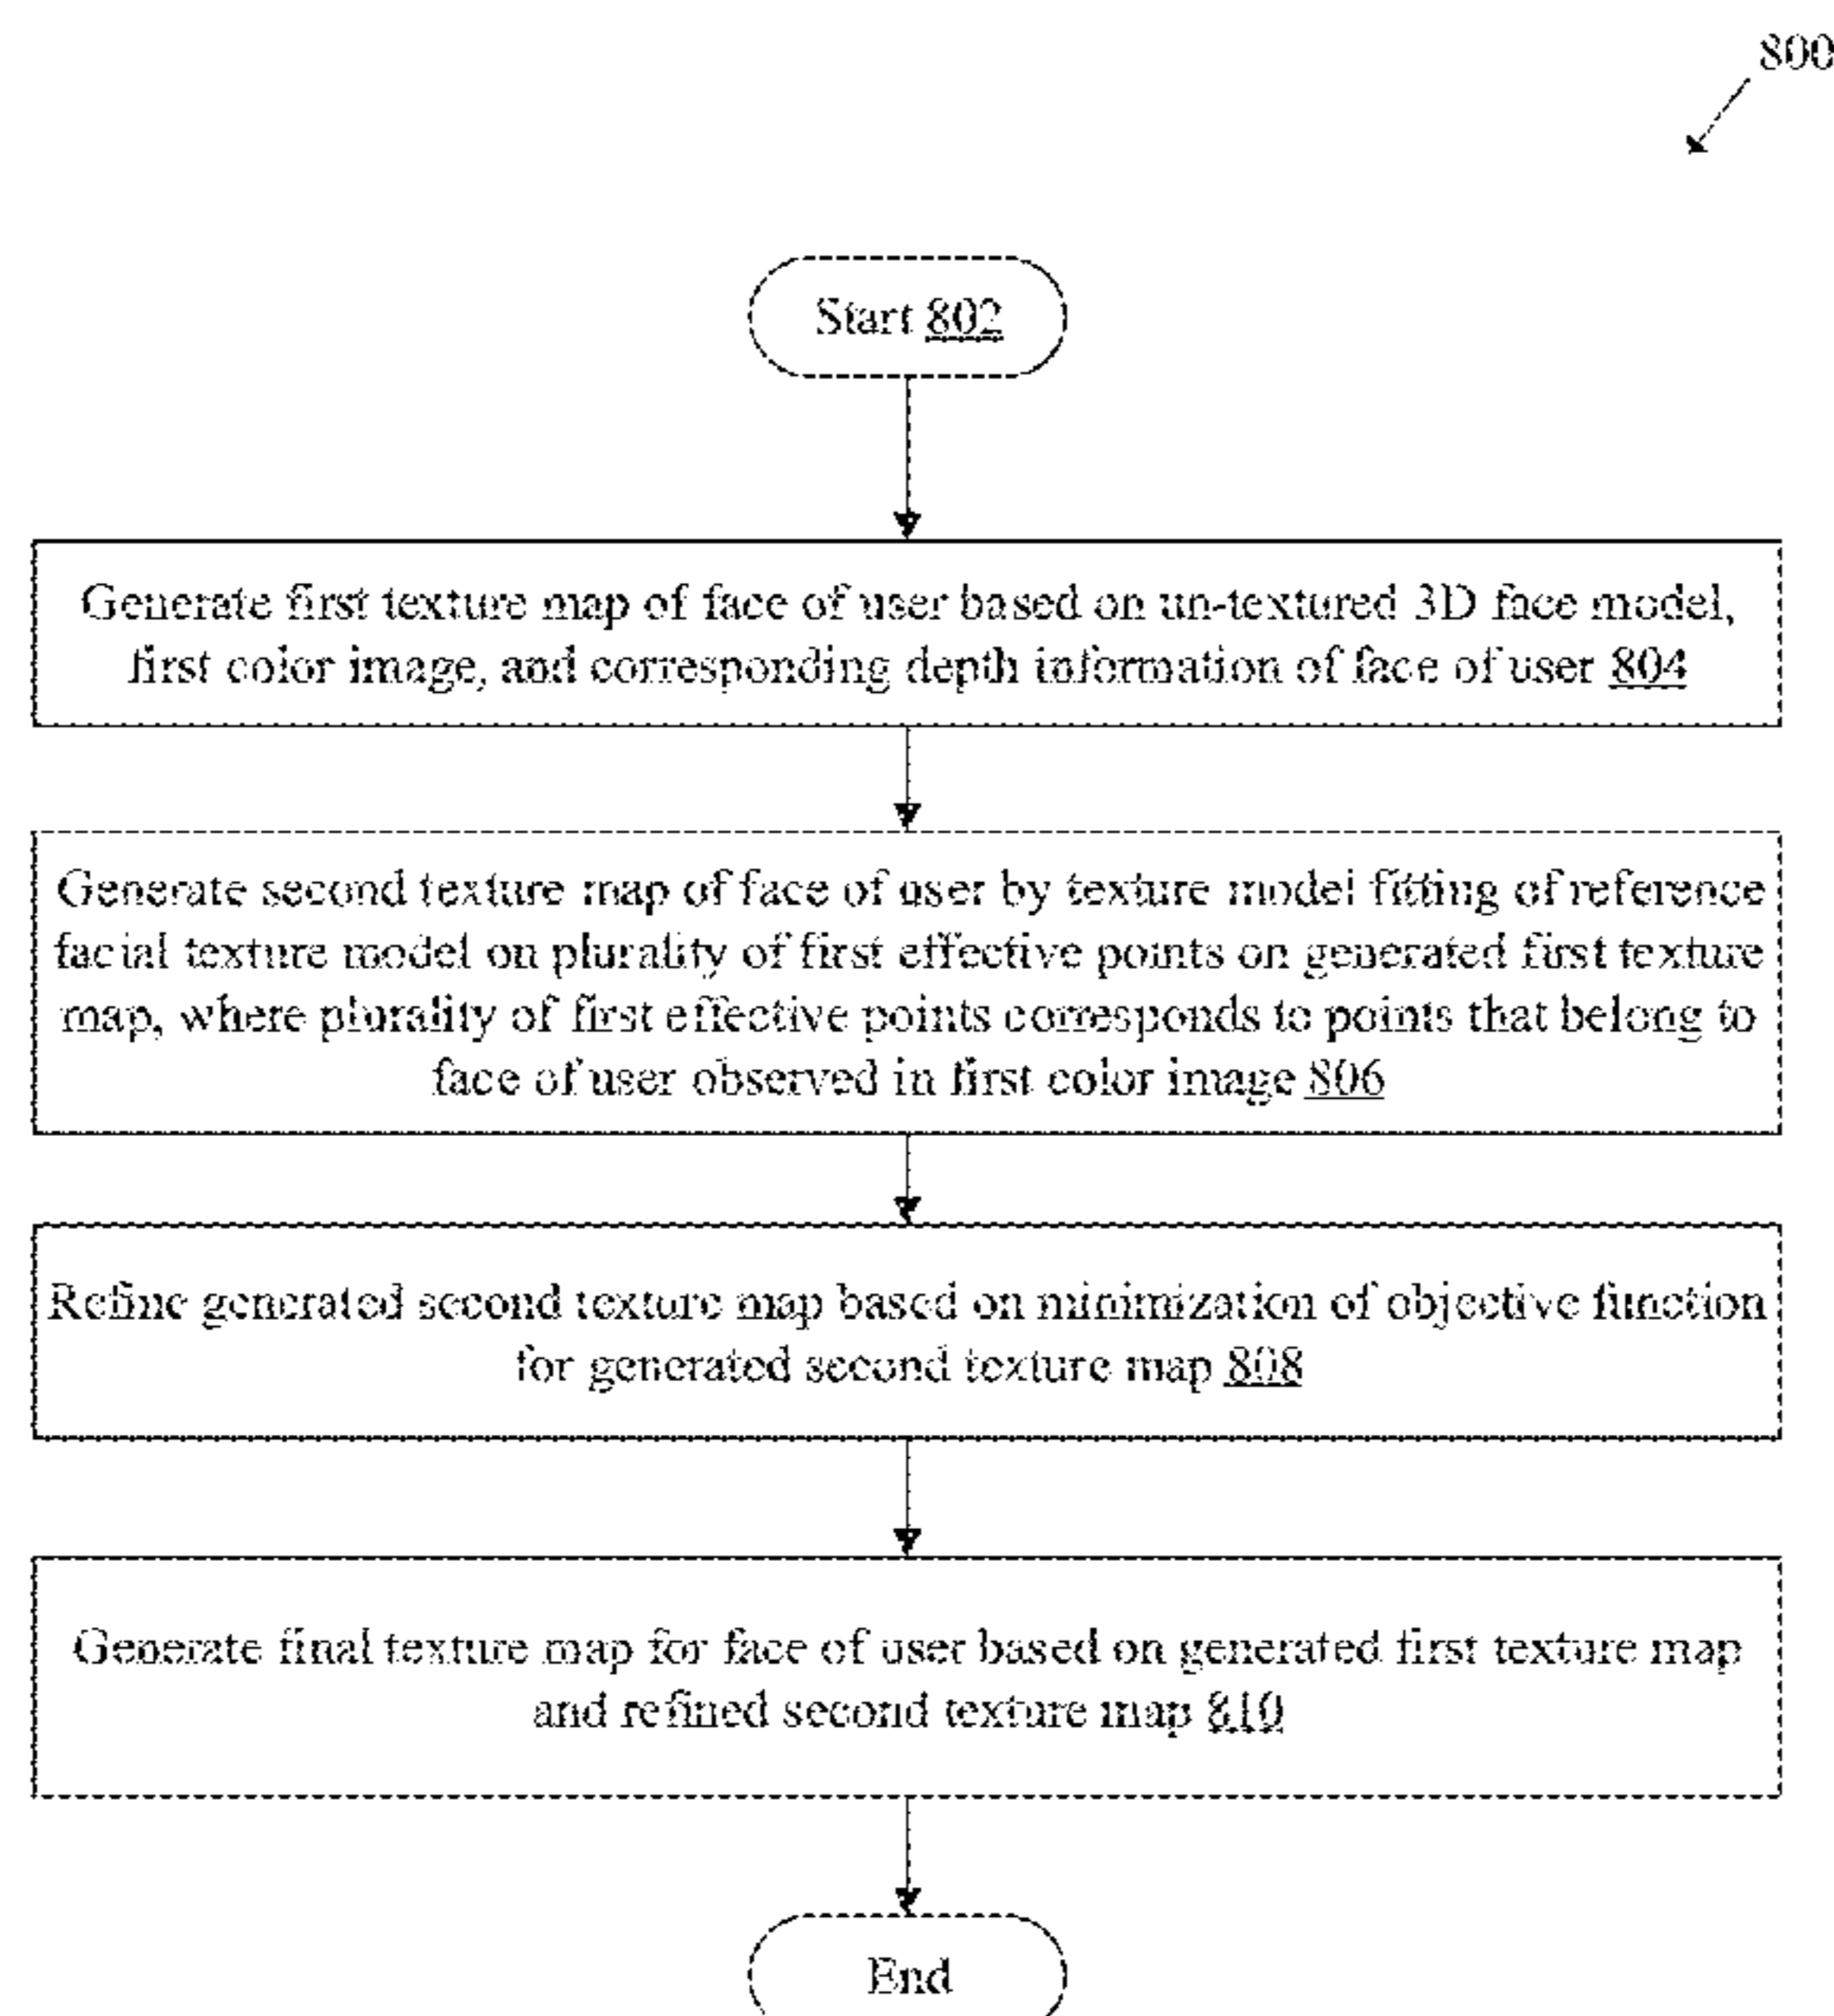 800
Start 802
Generate first texture map of face of user based on un-textured 3D face model,
first color image, and corresponding depth information of face of user 804
Generate second texture map of face of user by texture model fitting of reference
facial texture model on plurality of first effective points on generated first texture
map, where plurality of first effective points corresponds to points that belong to
face of user observed in first color image 806
Refine generated second texture map based on minimization of objective function
for generated second texture map 808
Generate final texture map for face of user based on generated first texture map
and refined second texture map 810
End